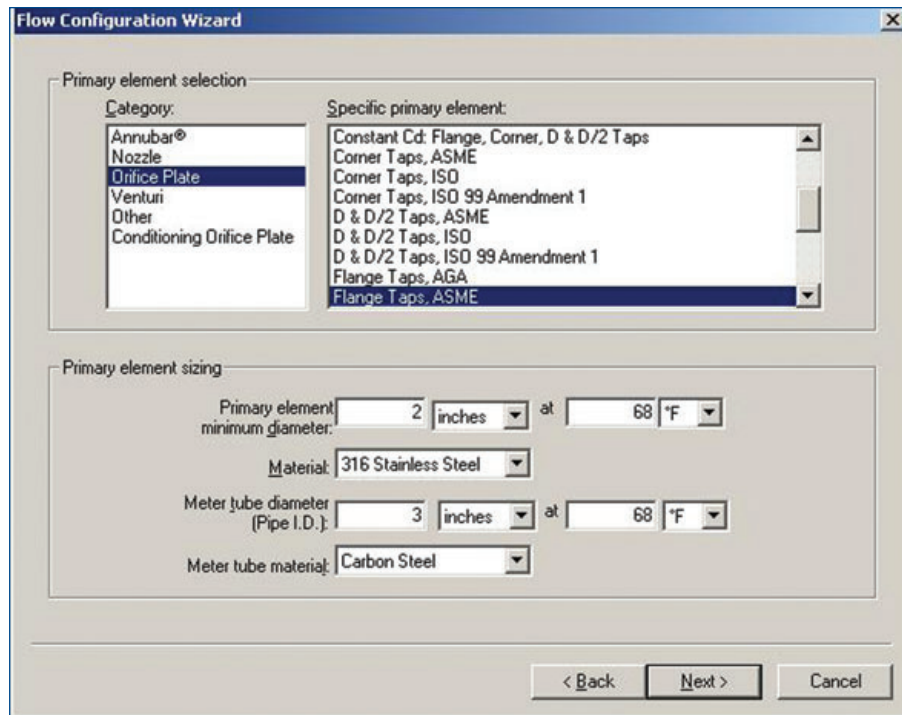 Flow Configuration Wizard
Primary element selection
Category:
Annubar®
Nozzle
Orifice Plate
Venturi
Other
Conditioning Orifice Plate
Specific primary element:
Constant Cd: Flange, Corner, D & D/2 Taps
Corner Taps, ASME
Corner Taps, ISO
Corner Taps, ISO 99 Amendment 1
D & D/2 Taps, ASME
D & D/2 Taps, ISO
D & D/2 Taps, ISO 99 Amendment 1
Flange Taps, AGA
Flange Taps, ASME
Primary element sizing
Primary element
minimum diameter: 2 inches at 68 °F
Material: 316 Stainless Steel
Meter tube diameter
(Pipe I.D.): 3 inches at 68 °F
Meter tube material: Carbon Steel
< Back Next > Cancel